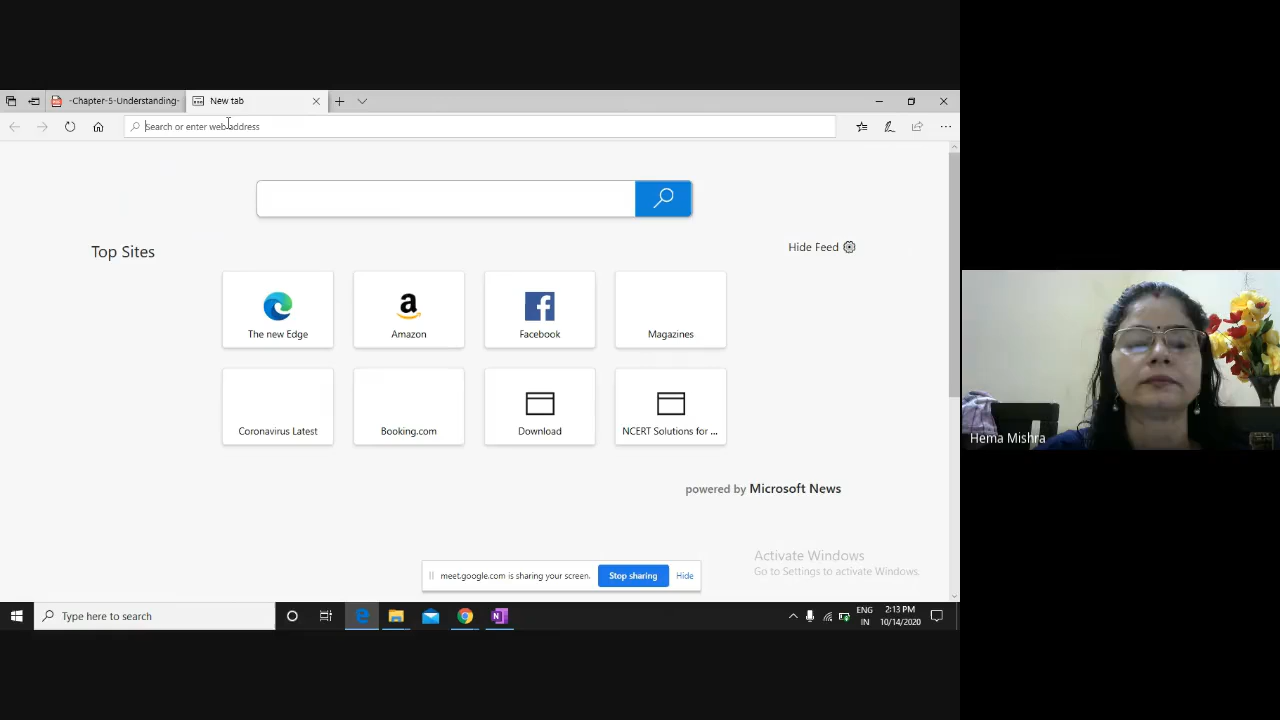 -Chapter-5-Understanding-
New tab
Search or enter web address
Top Sites
Hide Feed
The new Edge
Amazon
Facebook
Magazines
Coronavirus Latest
Booking.com
Download
NCERT Solutions for ...
powered by Microsoft News
Activate Windows
Go to Settings to activate Windows.
meet.google.com is sharing your screen.
Stop sharing
Hide
Type here to search
ENG
IN
2:13 PM
10/14/2020
Hema Mishra